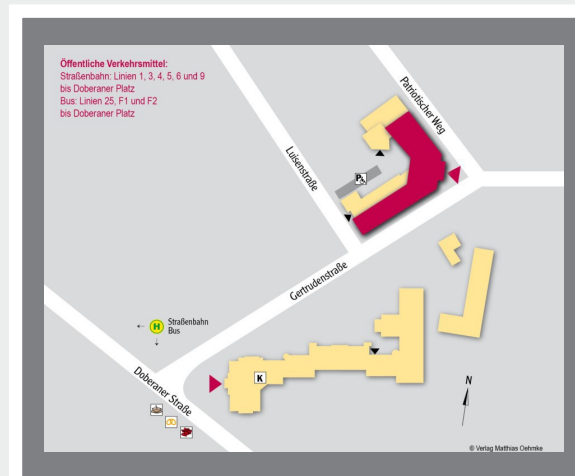 Öffentliche Verkehrsmittel:
Straßenbahn: Linien 1, 3, 4, 5, 6 und 9
bis Doberaner Platz
Bus: Linien 25, F1 und F2
bis Doberaner Platz
Patriotischer Weg
Luisenstraße
P
Gertrudenstraße
H
Straßenbahn
Bus
Doberaner Straße
K
N
© Verlag Matthias Oehmke